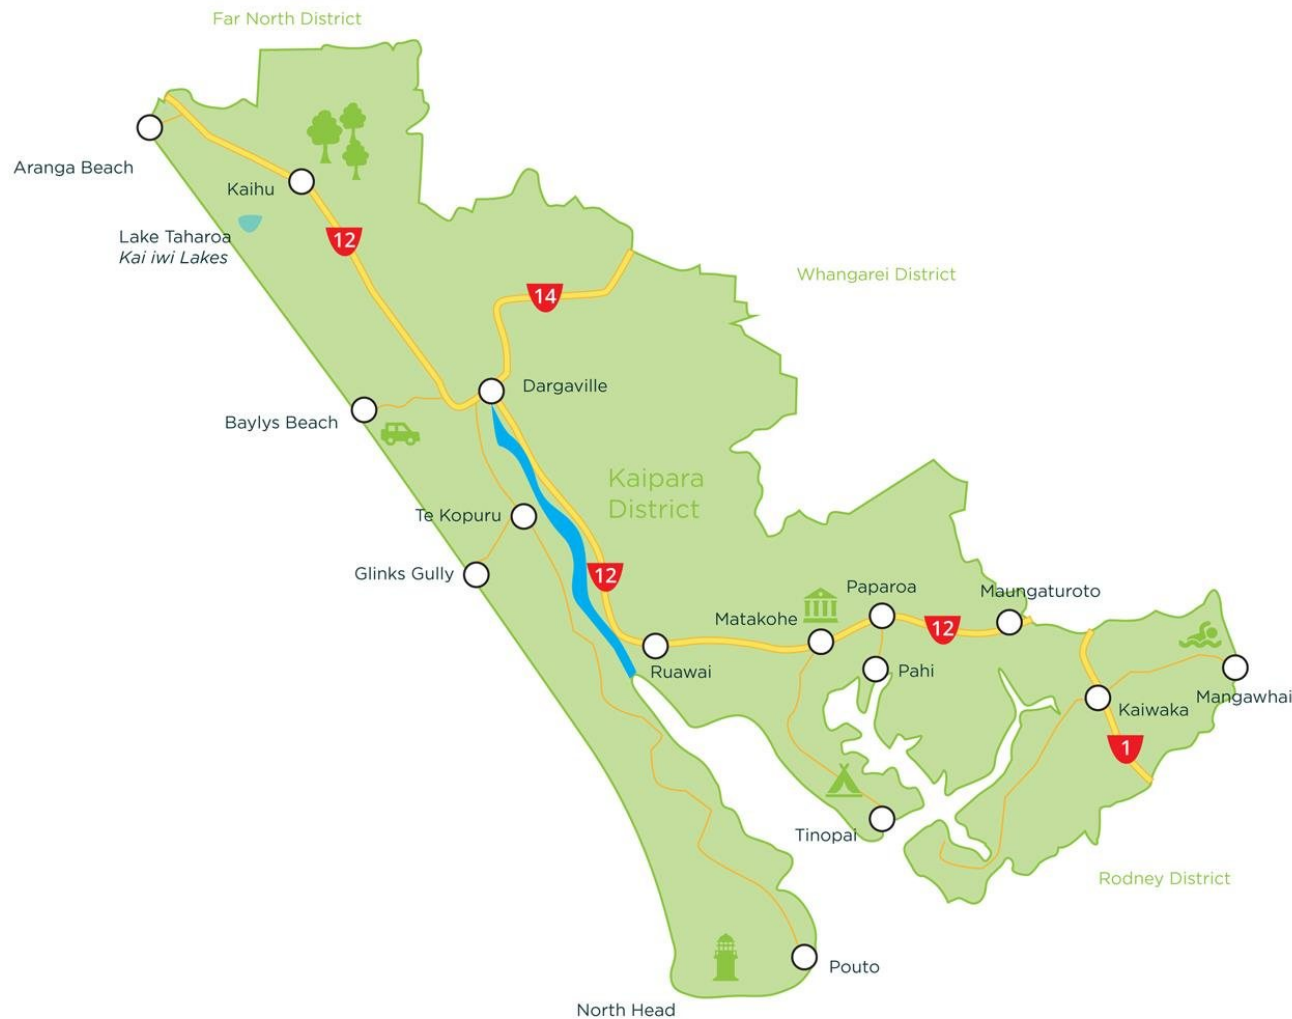 Far North District
Aranga Beach
Kaihu
Lake Taharoa
Kai iwi Lakes
12
Whangarei District
14
Dargaville
Baylys Beach
Kaipara
District
Te Kopuru
Glinks Gully
12
Paparoa
Maungaturoto
Matakohe
12
Ruawai
Pahi
Mangawhai
Kaiwaka
1
Tinopai
Rodney District
Pouto
North Head